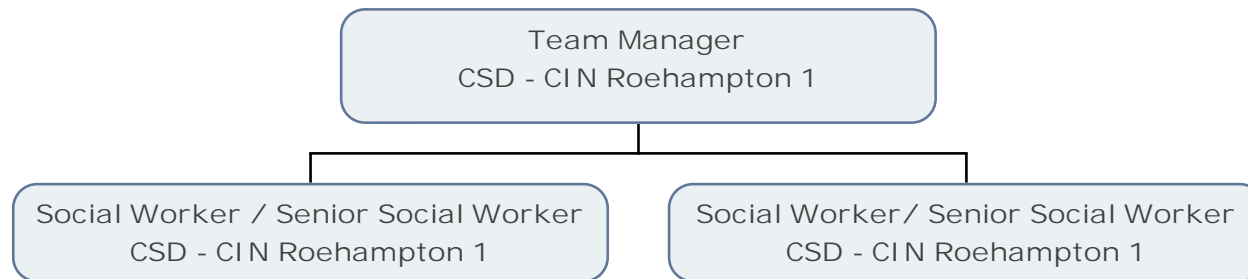 Team Manager
CSD - CIN Roehampton 1
Social Worker / Senior Social Worker
CSD - CIN Roehampton 1
Social Worker/ Senior Social Worker
CSD - CIN Roehampton 1